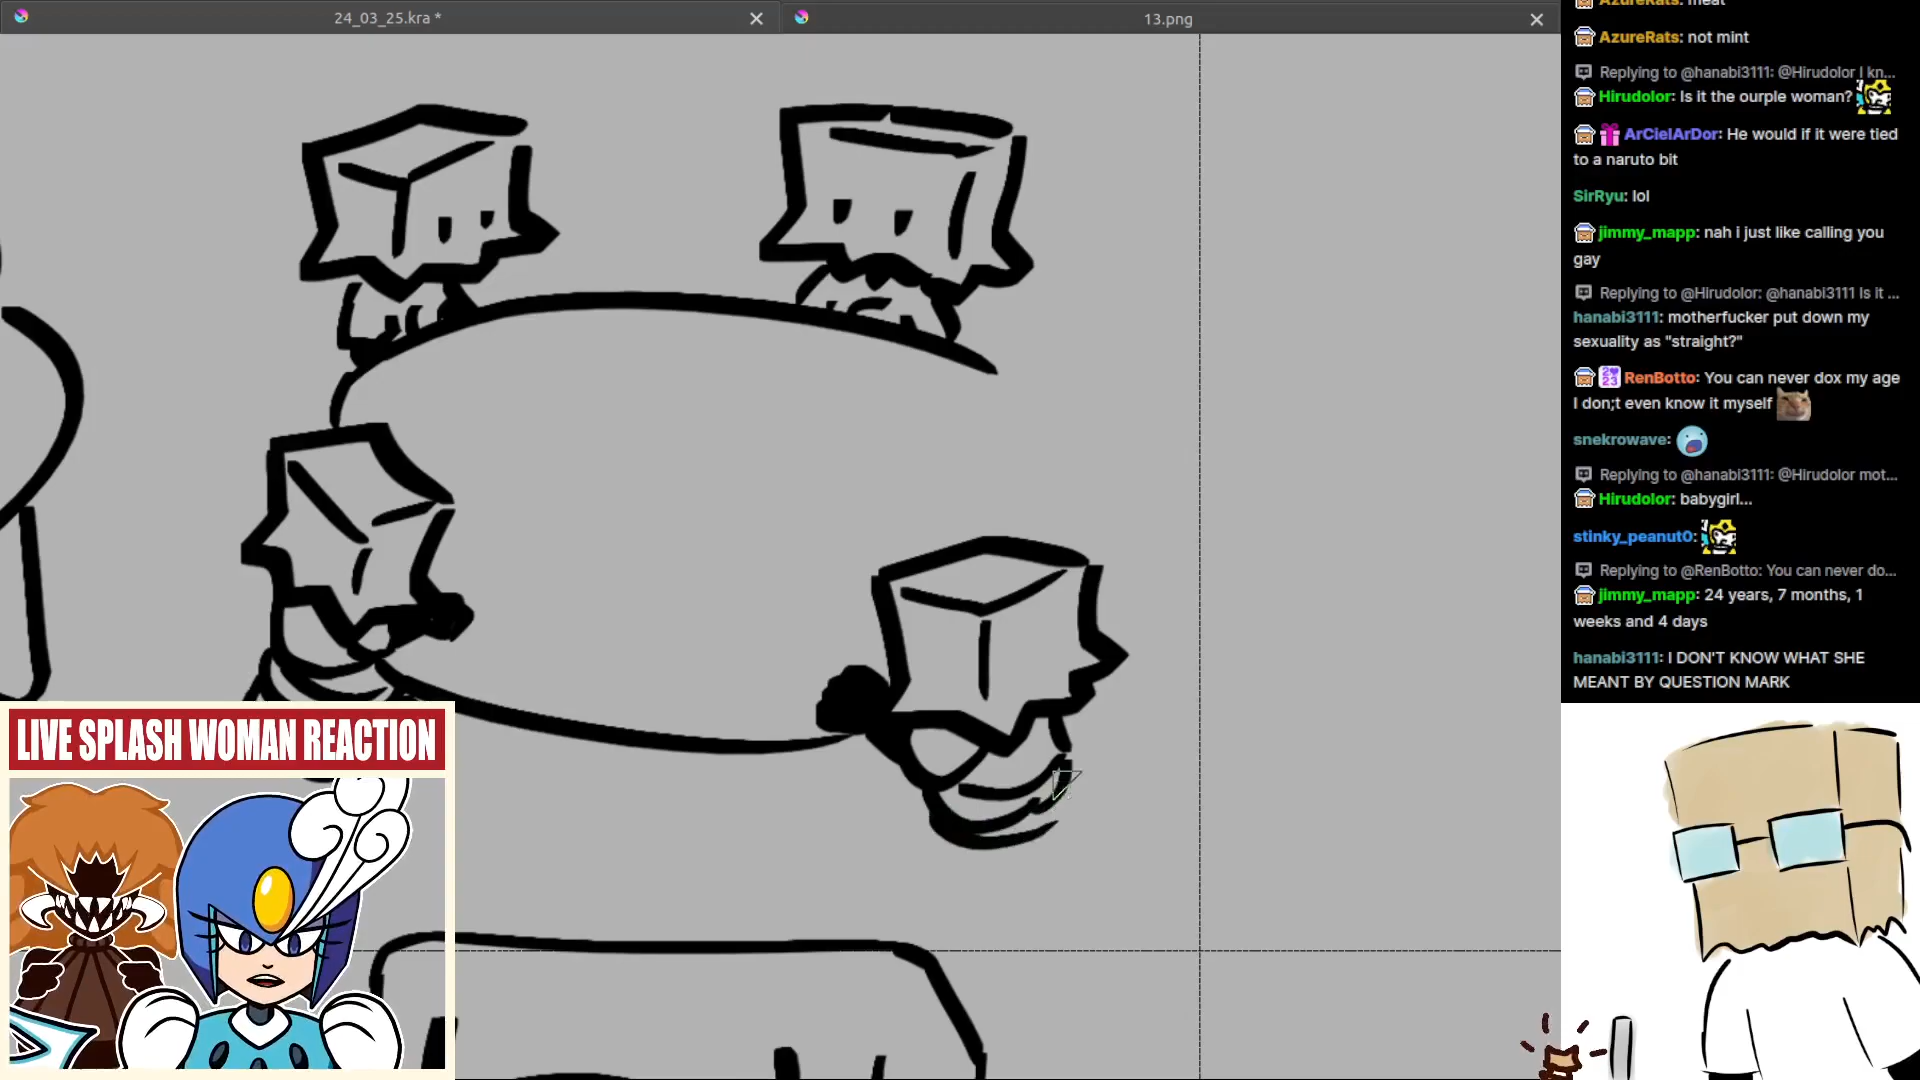 24_03_25.kra *
13.png
AzureRats: meat
AzureRats: not mint
Replying to @hanabi3111: @Hirudolor I kn...
Hirudolor: Is it the ourple woman?
ArCielArDor: He would if it were tied
to a naruto bit
SirRyu: lol
jimmy_mapp: nah i just like calling you
gay
Replying to @Hirudolor: @hanabi3111 Is it ...
hanabi3111: motherfucker put down my
sexuality as "straight?"
2 23
RenBotto: You can never dox my age
I don;t even know it myself
snekrowave:
Replying to @hanabi3111: @Hirudolor mot...
Hirudolor: babygirl...
stinky_peanut0:
Replying to @RenBotto: You can never do...
jimmy_mapp: 24 years, 7 months, 1
weeks and 4 days
hanabi3111: I DON'T KNOW WHAT SHE
MEANT BY QUESTION MARK
LIVE SPLASH WOMAN REACTION